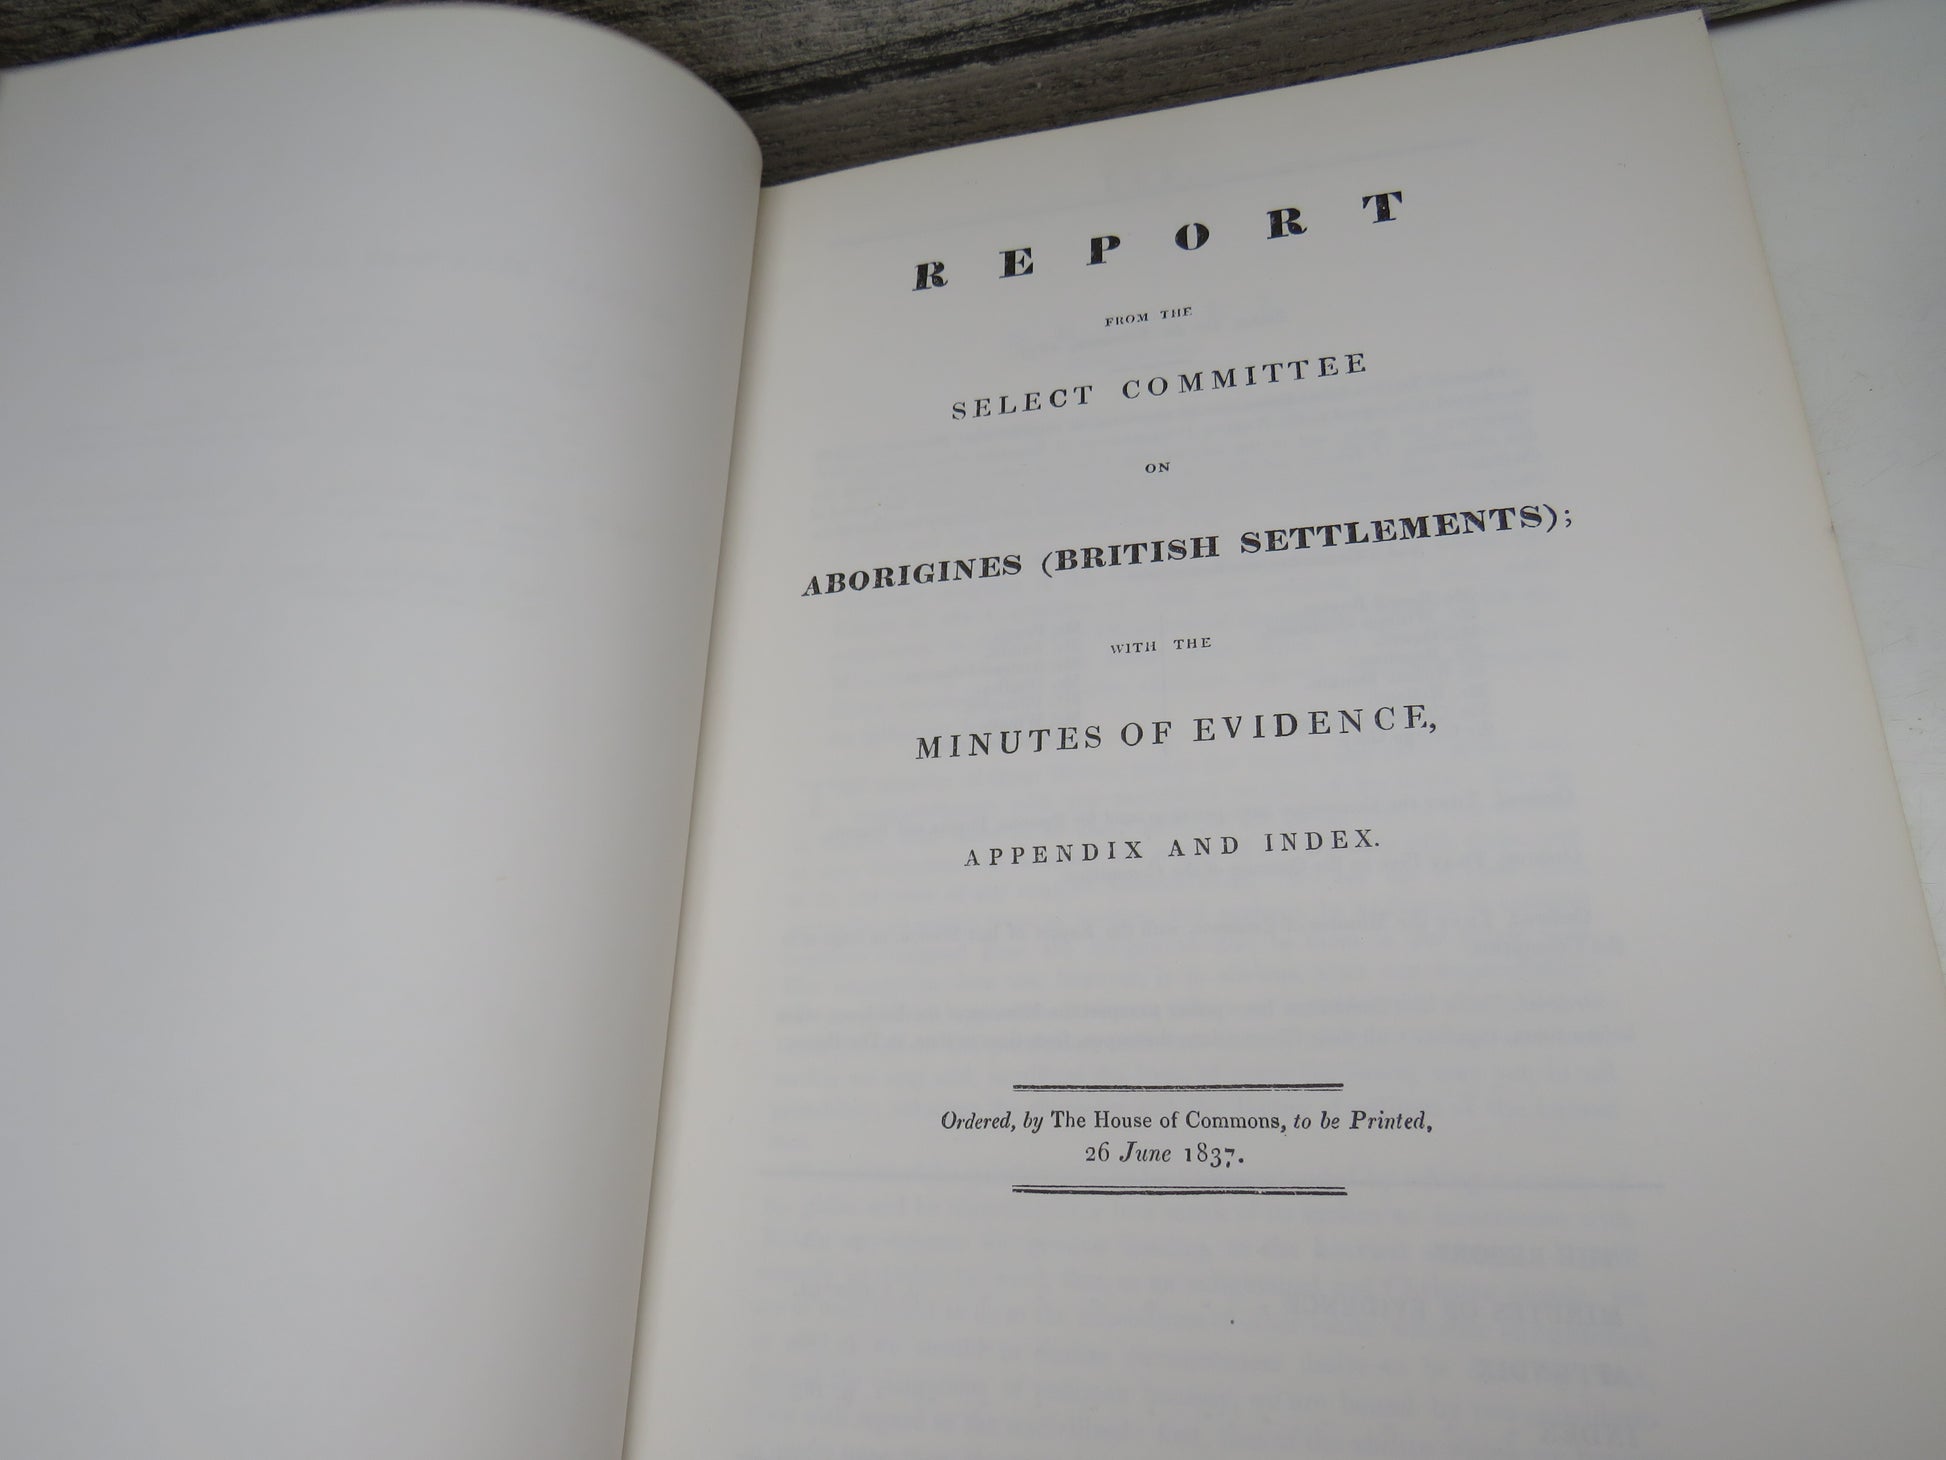 REPORT
FROM THE
SELECT COMMITTEE
ON
ABORIGINES (BRITISH SETTLEMENTS);
WITH THE
MINUTES OF EVIDENCE,
APPENDIX AND INDEX.
Ordered, by The House of Commons, to be Printed,
26 June 1837.